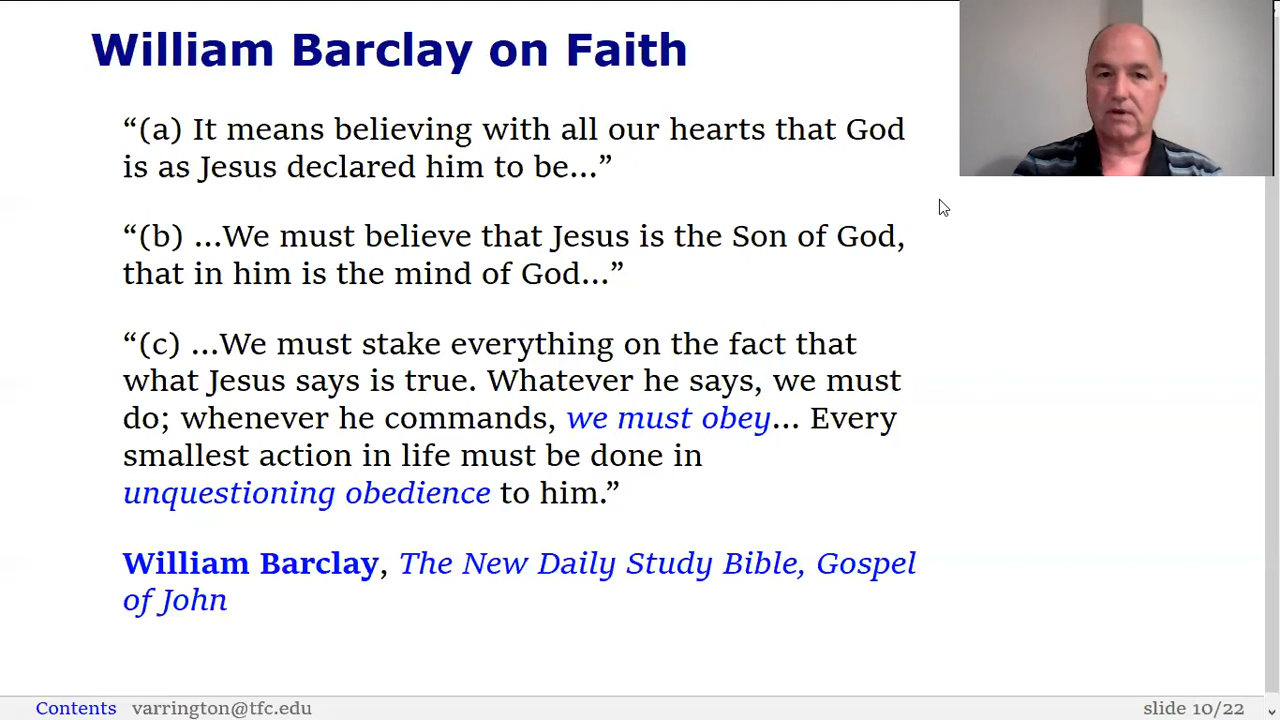 William Barclay on Faith
“(a) It means believing with all our hearts that God
is as Jesus declared him to be...”
“(b) ...We must believe that Jesus is the Son of God,
that in him is the mind of God...”
“(c) ...We must stake everything on the fact that
what Jesus says is true. Whatever he says, we must
do; whenever he commands, we must obey... Every
smallest action in life must be done in
unquestioning obedience to him.”
William Barclay, The New Daily Study Bible, Gospel
of John
Contents varrington@tfc.edu slide 10/22